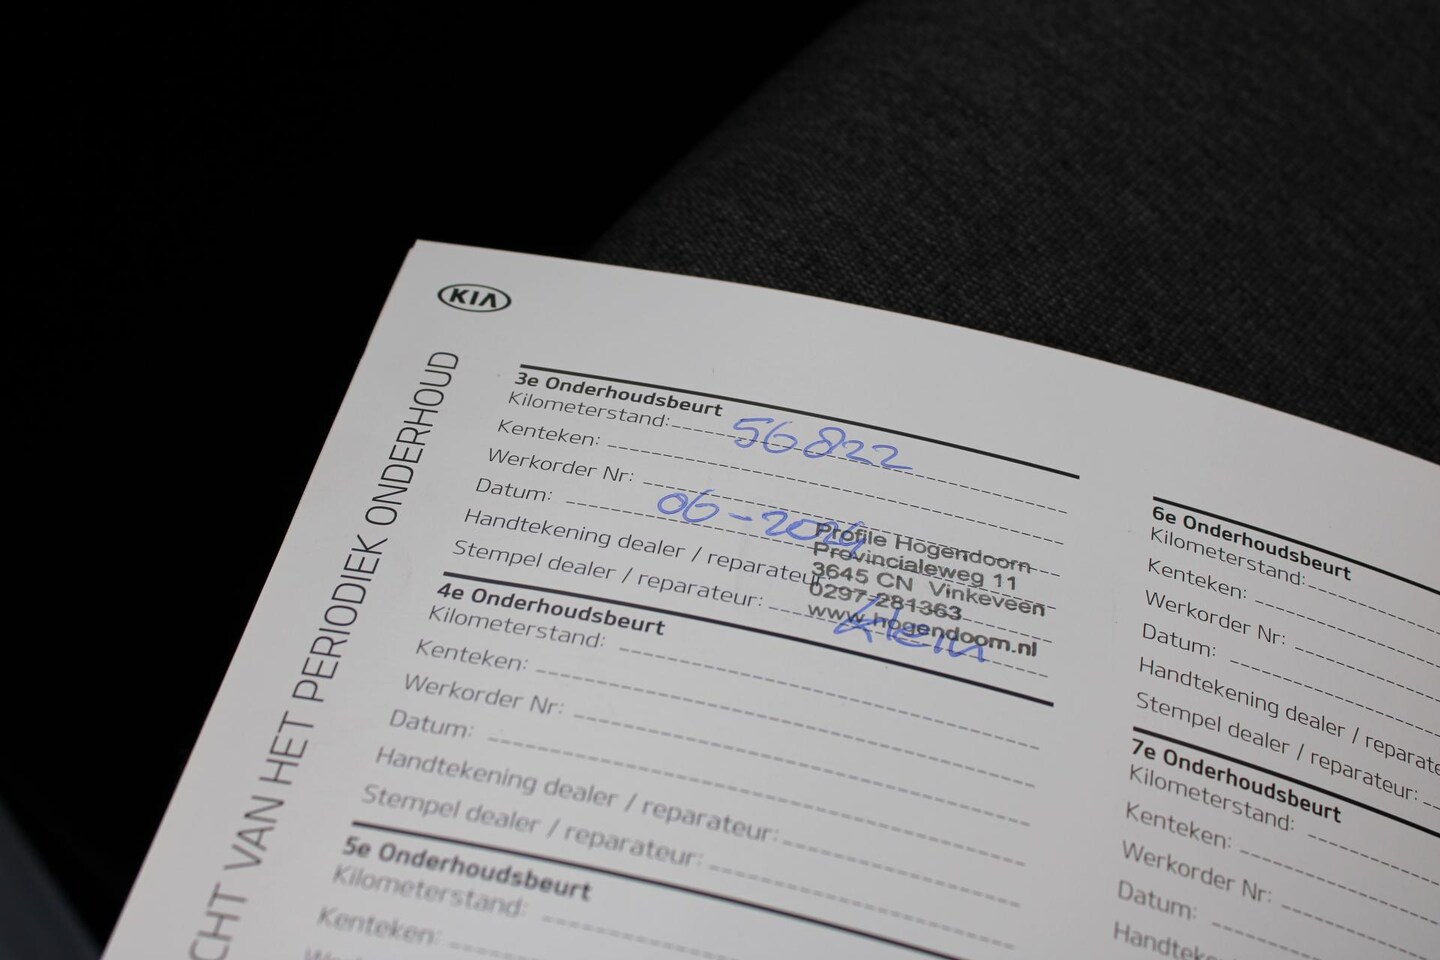 KIA
CHT VAN HET PERIODIEK ONDERHOUD
3e Onderhoudsbeurt
Kilometerstand: 56822
Kenteken:
Werkorder Nr:
Datum: 06-2024
Handtekening dealer / reparateur:
Stempel dealer / reparateur:
Profile Hogendoorn
Provincialeweg 11
3645 CN Vinkeveen
0297-281363
www.hogendoorn.nl
4e Onderhoudsbeurt
Kilometerstand:
Kenteken:
Werkorder Nr:
Datum:
Handtekening dealer / reparateur:
Stempel dealer / reparateur:
5e Onderhoudsbeurt
Kilometerstand:
Kenteken:
6e Onderhoudsbeurt
Kilometerstand:
Kenteken:
Werkorder Nr:
Datum:
Handtekening dealer / reparate
Stempel dealer / reparateur:
7e Onderhoudsbeurt
Kilometerstand:
Kenteken:
Werkorder Nr:
Datum:
Handteke